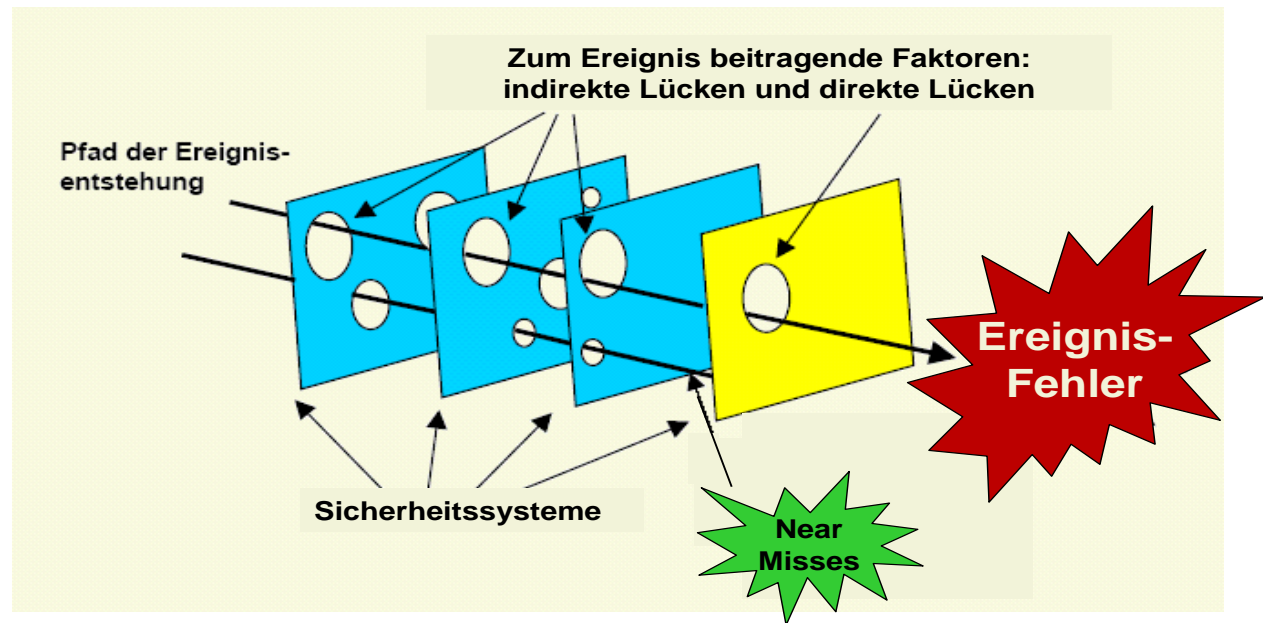 Zum Ereignis beitragende Faktoren:
indirekte Lücken und direkte Lücken
Pfad der Ereignis-
entstehung
Ereignis-
Fehler
Sicherheitssysteme
Near
Misses